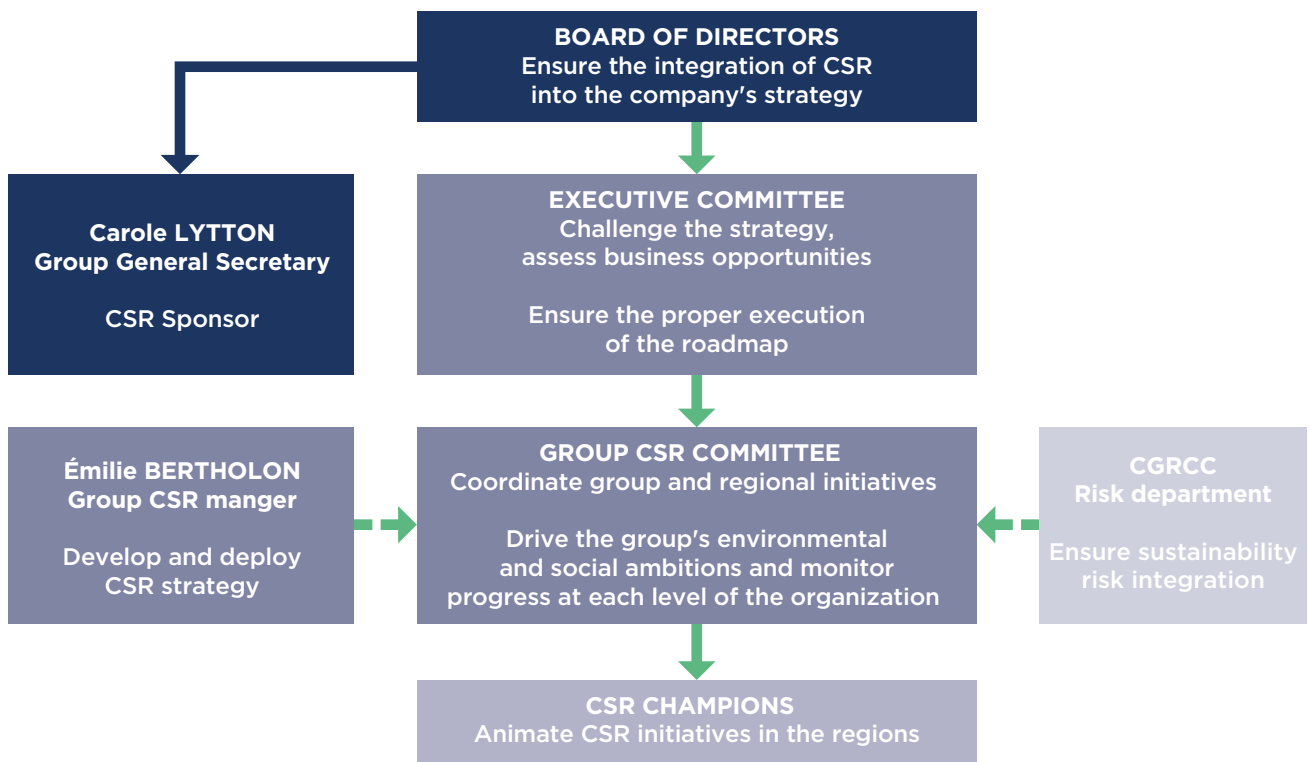 BOARD OF DIRECTORS
Ensure the integration of CSR
into the company's strategy
Carole LYTTON
Group General Secretary
CSR Sponsor
EXECUTIVE COMMITTEE
Challenge the strategy,
assess business opportunities
Ensure the proper execution
of the roadmap
Émilie BERTHOLON
Group CSR manger
Develop and deploy
CSR strategy
GROUP CSR COMMITTEE
Coordinate group and regional initiatives
Drive the group's environmental
and social ambitions and monitor
progress at each level of the organization
CGRCC
Risk department
Ensure sustainability
risk integration
CSR CHAMPIONS
Animate CSR initiatives in the regions